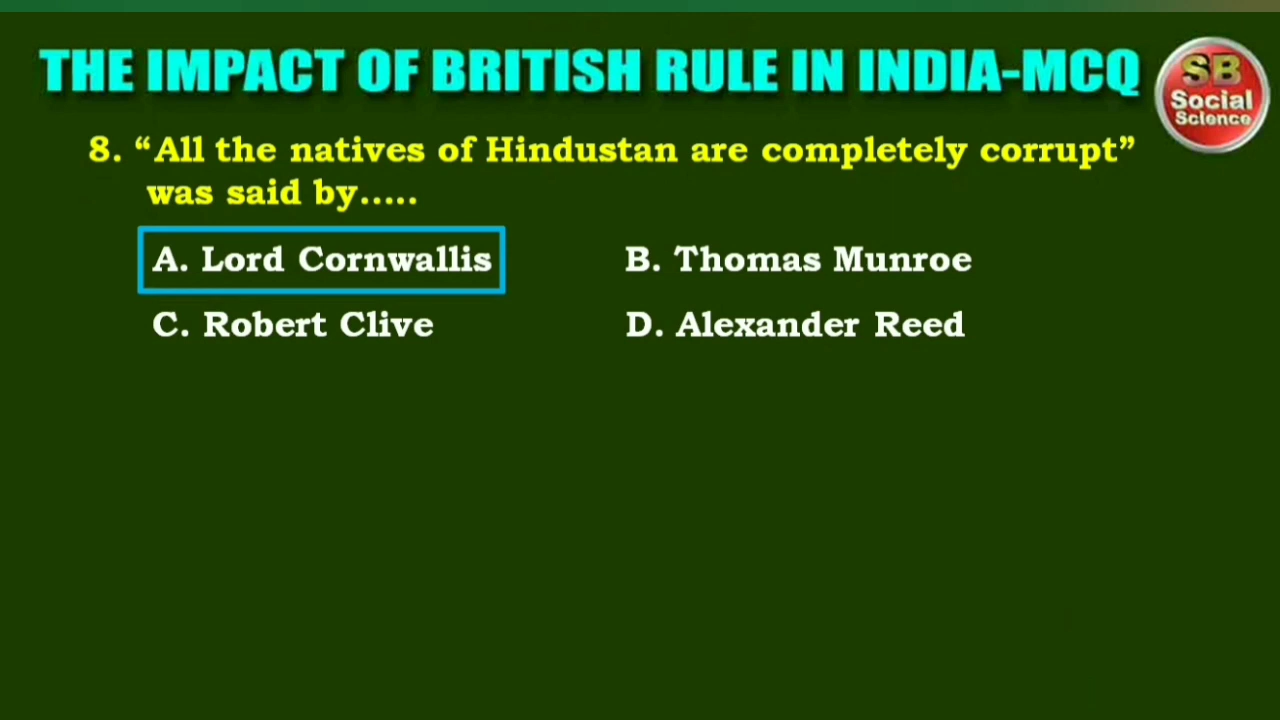 THE IMPACT OF BRITISH RULE IN INDIA-MCQ
SB
Social
Science
8. “All the natives of Hindustan are completely corrupt”
was said by.....
A. Lord Cornwallis
B. Thomas Munroe
C. Robert Clive
D. Alexander Reed